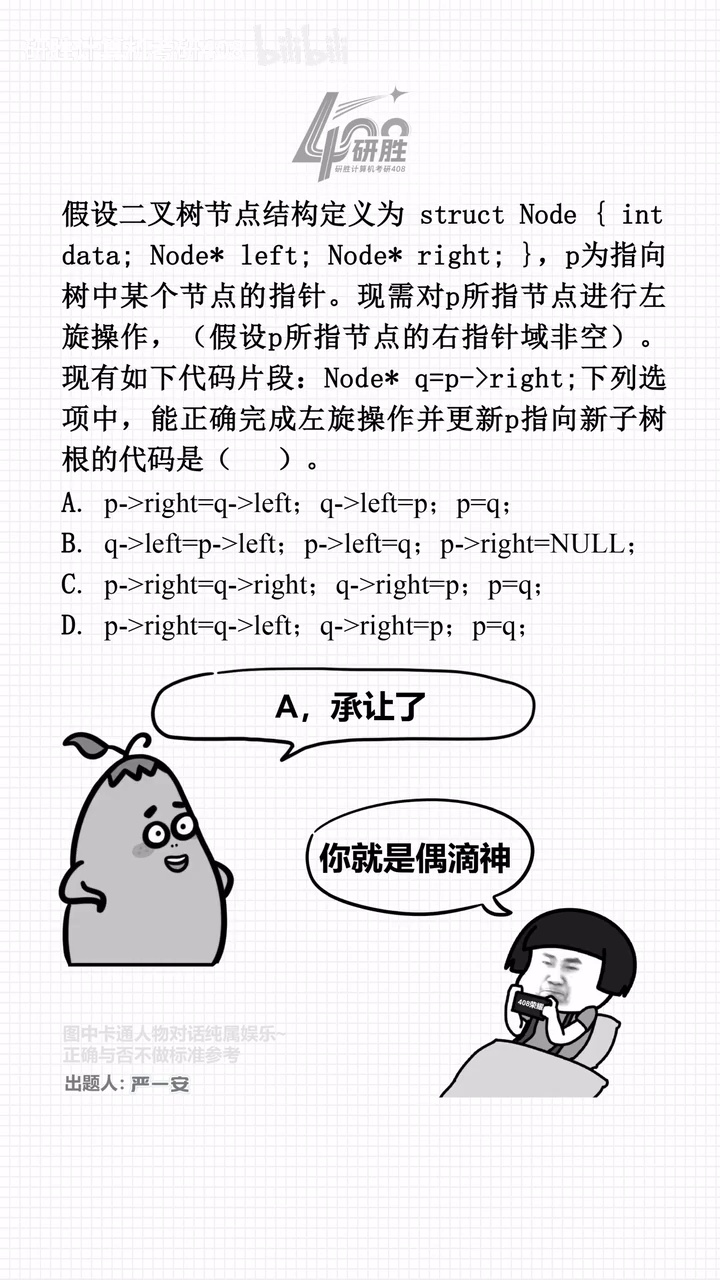 bilibili
408
研胜
研胜计算机考研408
假设二叉树节点结构定义为 struct Node { int
data; Node* left; Node* right; }，p为指向
树中某个节点的指针。现需对p所指节点进行左
旋操作，（假设p所指节点的右指针域非空）。
现有如下代码片段：Node* q=p->right;下列选
项中，能正确完成左旋操作并更新p指向新子树
根的代码是（ ）。
A. p->right=q->left；q->left=p；p=q；
B. q->left=p->left；p->left=q；p->right=NULL；
C. p->right=q->right；q->right=p；p=q；
D. p->right=q->left；q->right=p；p=q；
A，承让了
你就是偶滴神
408荣耀
图中卡通人物对话纯属娱乐~
正确与否不做标准参考
出题人：严一安